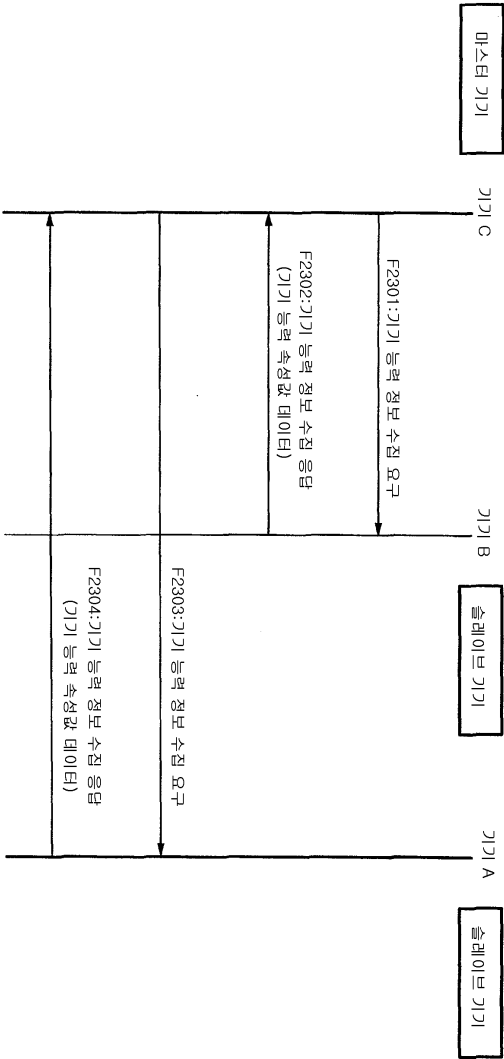 마스터 기기
기기 C
기기 B
슬레이브 기기
기기 A
슬레이브 기기
F2301:기기 능력 정보 수집 요구
F2302:기기 능력 정보 수집 응답
(기기 능력 속성값 데이터)
F2303:기기 능력 정보 수집 요구
F2304:기기 능력 정보 수집 응답
(기기 능력 속성값 데이터)